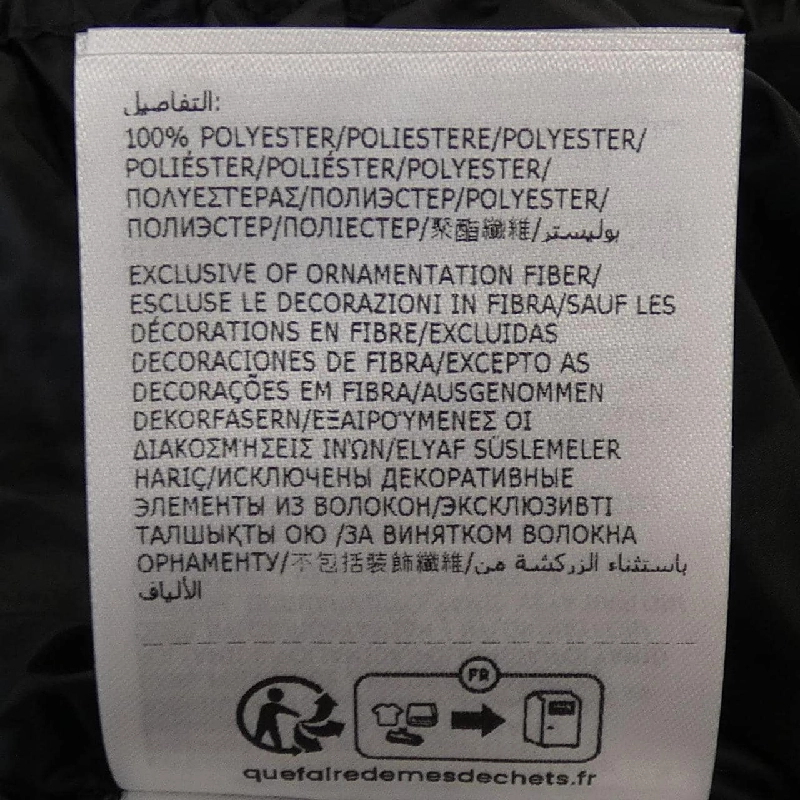 التفاصيل:
100% POLYESTER/POLIESTERE/POLYESTER/
POLIÉSTER/POLIÉSTER/POLYESTER/
ΠΟΛΥΕΣΤΕΡΑΣ/ПОЛИЭСТЕР/POLYESTER/
ПОЛИЭСТЕР/ПОЛІЕСТЕР/聚酯纖維/بوليستر
EXCLUSIVE OF ORNAMENTATION FIBER/
ESCLUSE LE DECORAZIONI IN FIBRA/SAUF LES
DÉCORATIONS EN FIBRE/EXCLUIDAS
DECORACIONES DE FIBRA/EXCEPTO AS
DECORAÇÕES EM FIBRA/AUSGENOMMEN
DEKORFASERN/ΕΞΑΙΡΟΎΜΕΝΕΣ ΟΙ
ΔΙΑΚΟΣΜΉΣΕΙΣ ΙΝΏΝ/ELYAF SÜSLEMELER
HARIÇ/ИСКЛЮЧЕНЫ ДЕКОРАТИВНЫЕ
ЭЛЕМЕНТЫ ИЗ ВОЛОКОН/ЭКСКЛЮЗИВТІ
ТАЛШЫҚТЫ ОЮ /ЗА ВИНЯТКОМ ВОЛОКНА
ОРНАМЕНТУ/不包括裝飾纖維/باستثناء الزركشة من
الألياف
FR
quefairedemesdechets.fr